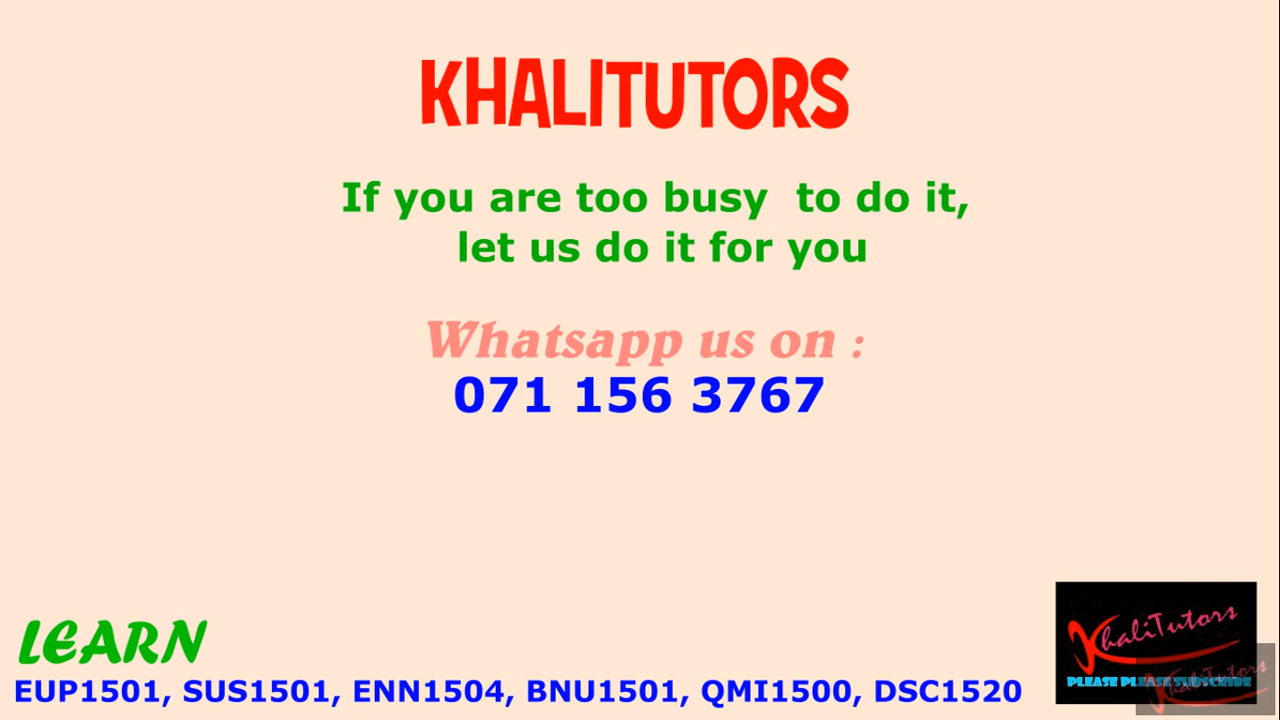 KHALITUTORS
If you are too busy to do it,
let us do it for you
Whatsapp us on :
071 156 3767
LEARN
EUP1501, SUS1501, ENN1504, BNU1501, QMI1500, DSC1520
KhaliTutors
PLEASE PLEASE SUBSCRIBE
KhaliTutors